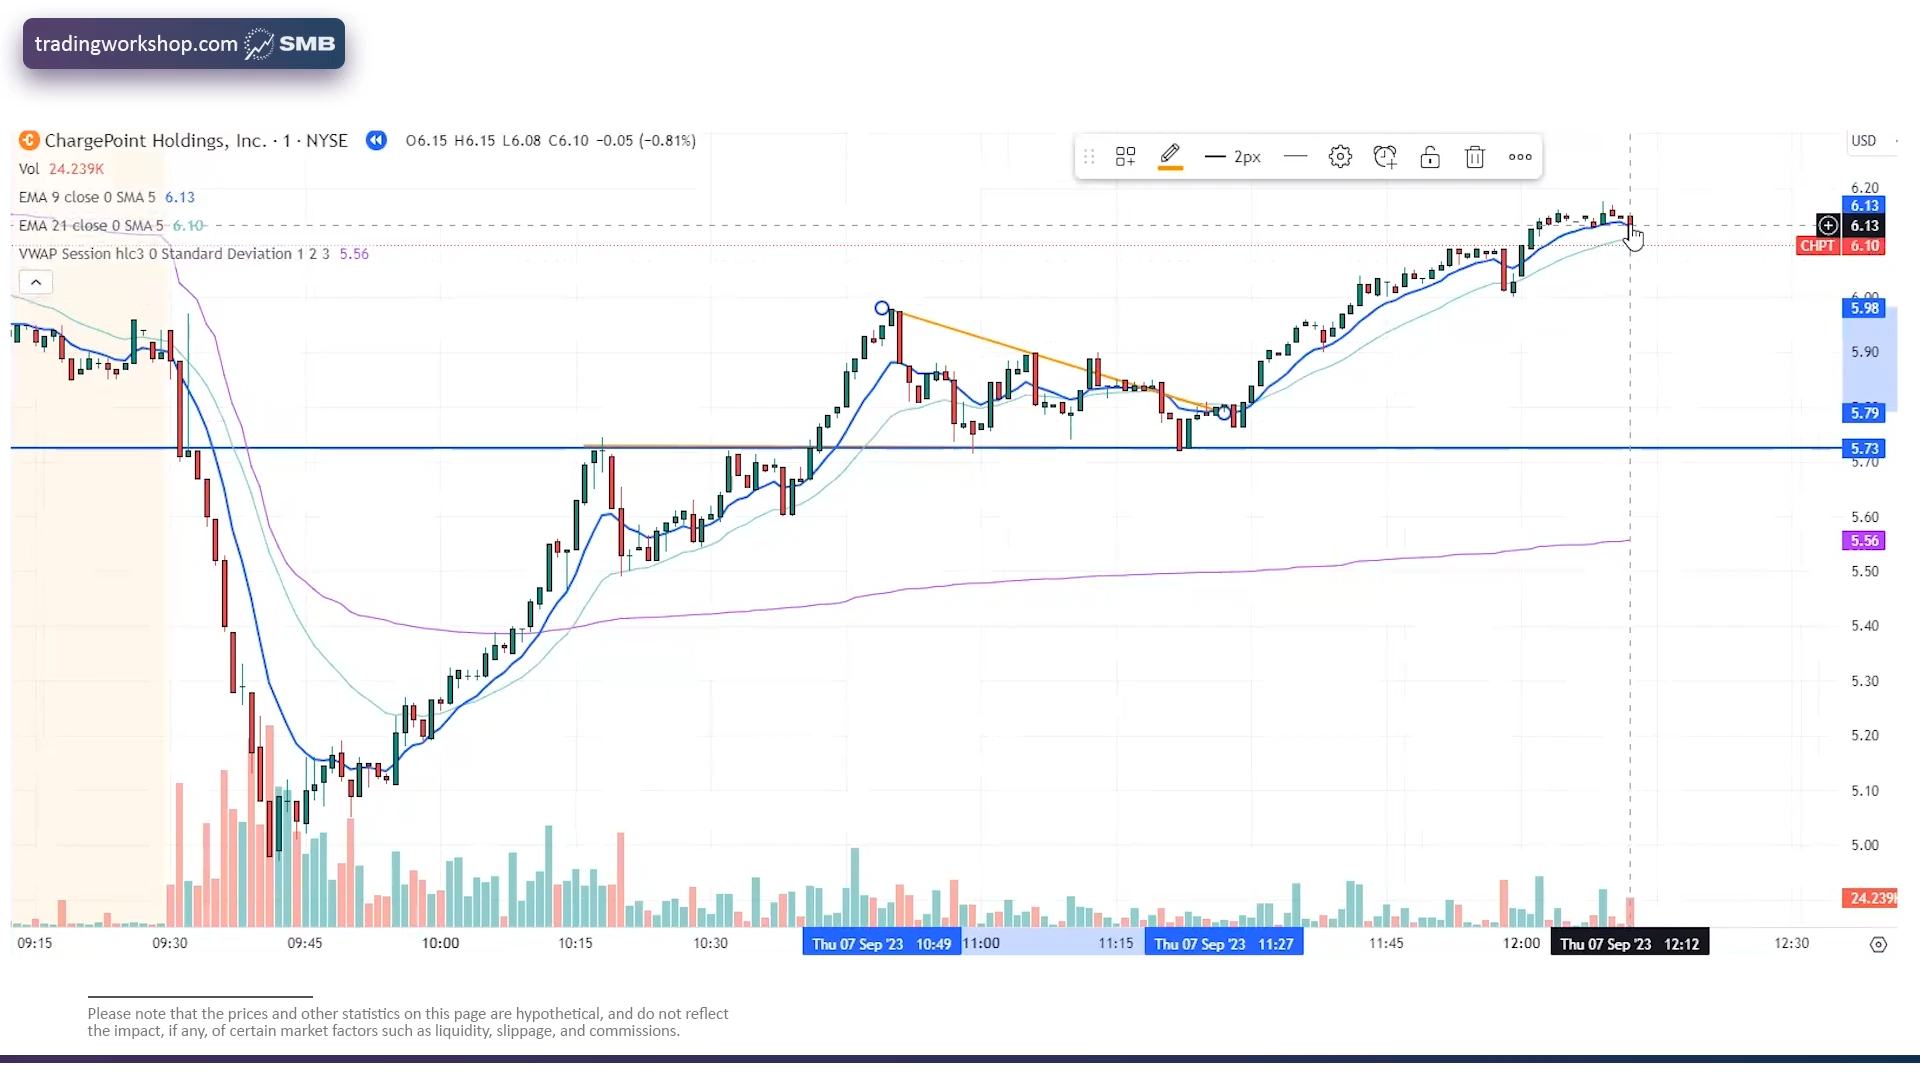 tradingworkshop.com SMB
ChargePoint Holdings, Inc. · 1 · NYSE O6.15 H6.15 L6.08 C6.10 −0.05 (−0.81%)
Vol 24.239K
EMA 9 close 0 SMA 5 6.13
EMA 21 close 0 SMA 5 6.10
VWAP Session hlc3 0 Standard Deviation 1 2 3 5.56
2px
USD
6.20
6.13
6.13
CHPT 6.10
6.00
5.98
5.90
5.79
5.73
5.70
5.60
5.56
5.50
5.40
5.30
5.20
5.10
5.00
24.239K
09:15 09:30 09:45 10:00 10:15 10:30 Thu 07 Sep '23 10:49 11:00 11:15 Thu 07 Sep '23 11:27 11:45 12:00 Thu 07 Sep '23 12:12 12:30
Please note that the prices and other statistics on this page are hypothetical, and do not reflect
the impact, if any, of certain market factors such as liquidity, slippage, and commissions.